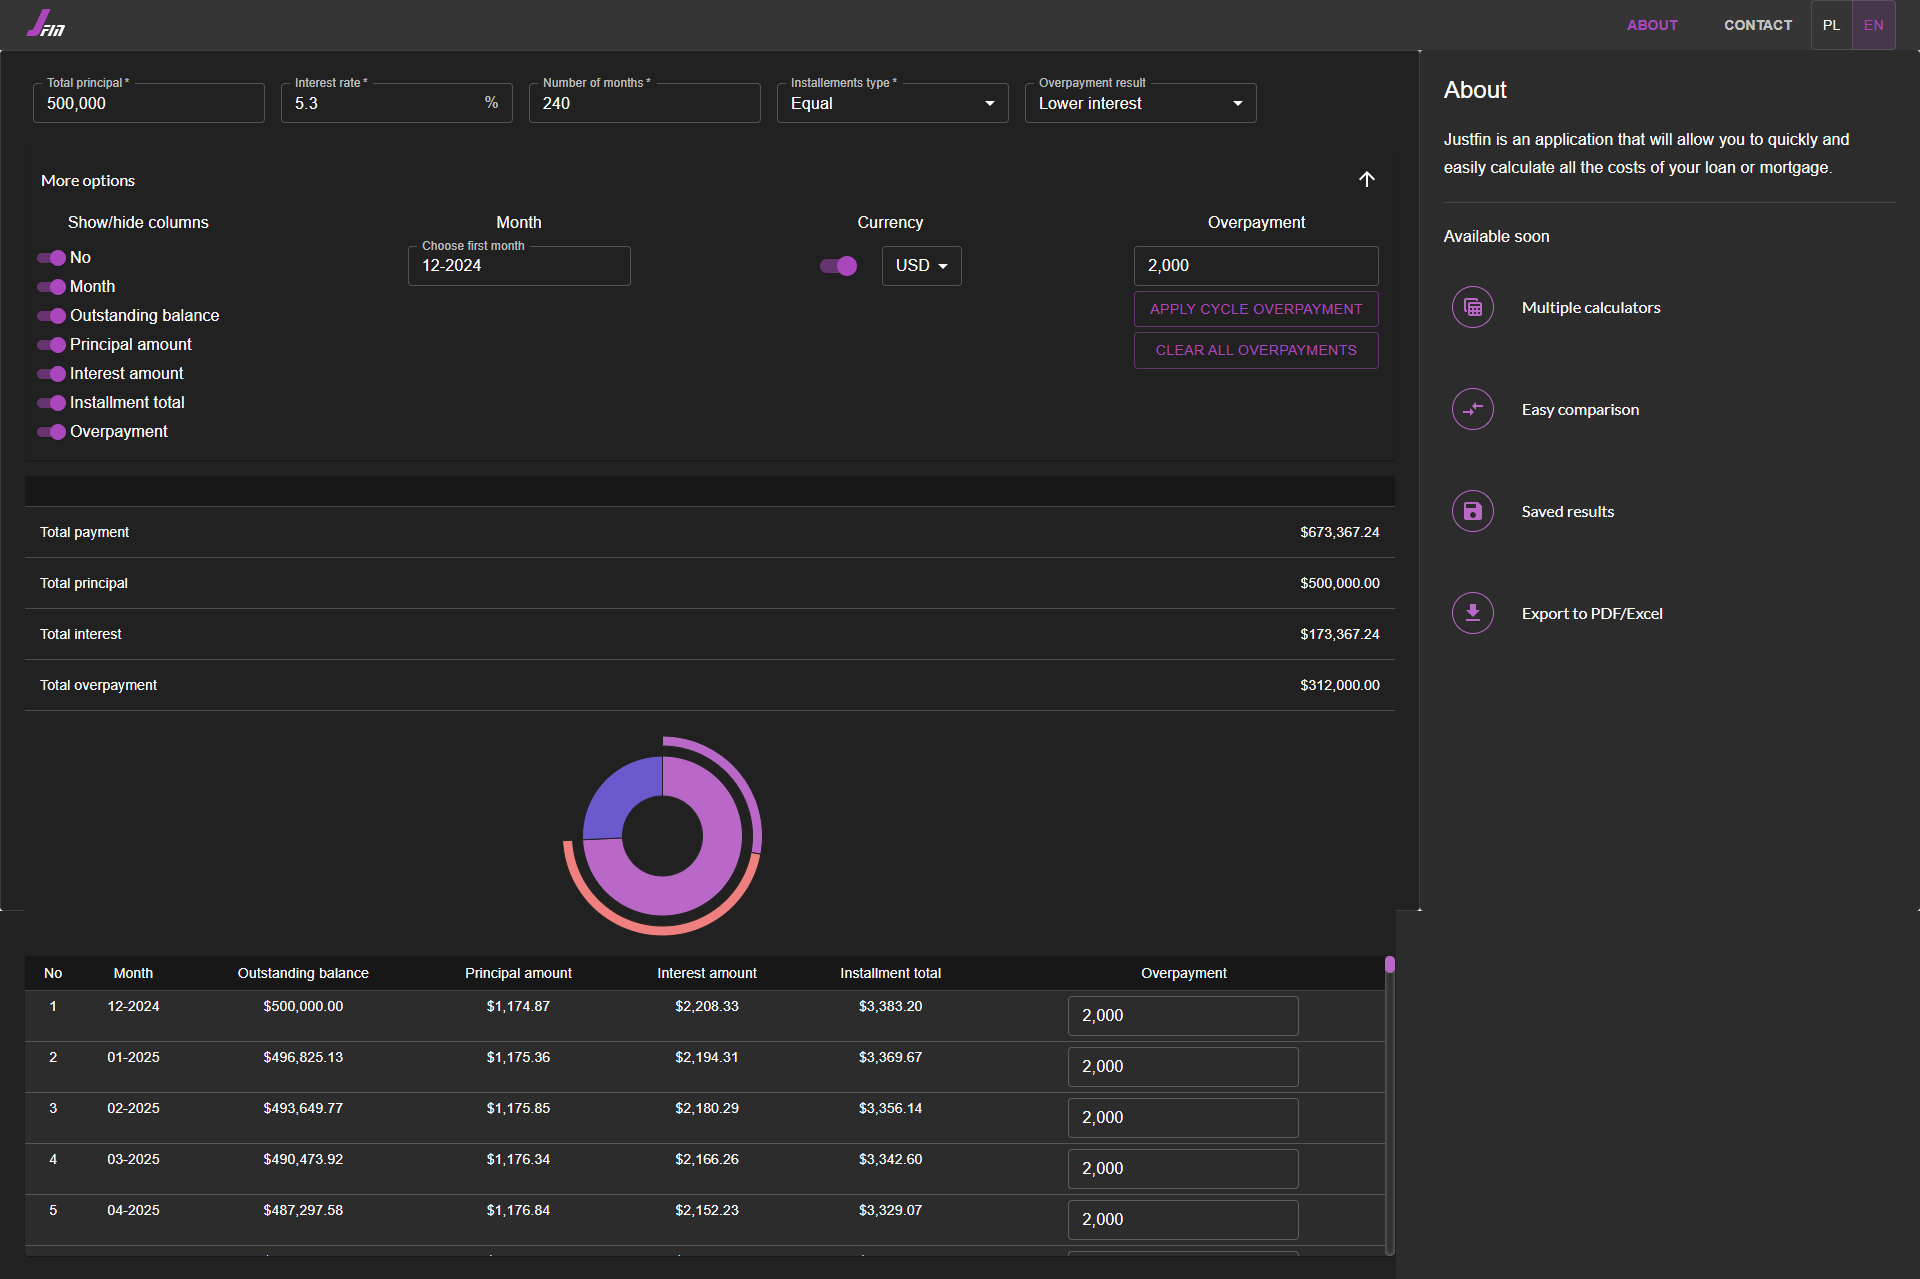 Jfin
ABOUT
CONTACT
PL
EN
Total principal *
500,000
Interest rate *
5.3 %
Number of months *
240
Installements type *
Equal
Overpayment result
Lower interest
More options
Show/hide columns
No
Month
Outstanding balance
Principal amount
Interest amount
Installment total
Overpayment
Month
Choose first month
12-2024
Currency
USD
Overpayment
2,000
APPLY CYCLE OVERPAYMENT
CLEAR ALL OVERPAYMENTS
Total payment $673,367.24
Total principal $500,000.00
Total interest $173,367.24
Total overpayment $312,000.00
No Month Outstanding balance Principal amount Interest amount Installment total Overpayment
1 12-2024 $500,000.00 $1,174.87 $2,208.33 $3,383.20 2,000
2 01-2025 $496,825.13 $1,175.36 $2,194.31 $3,369.67 2,000
3 02-2025 $493,649.77 $1,175.85 $2,180.29 $3,356.14 2,000
4 03-2025 $490,473.92 $1,176.34 $2,166.26 $3,342.60 2,000
5 04-2025 $487,297.58 $1,176.84 $2,152.23 $3,329.07 2,000
About
Justfin is an application that will allow you to quickly and
easily calculate all the costs of your loan or mortgage.
Available soon
Multiple calculators
Easy comparison
Saved results
Export to PDF/Excel